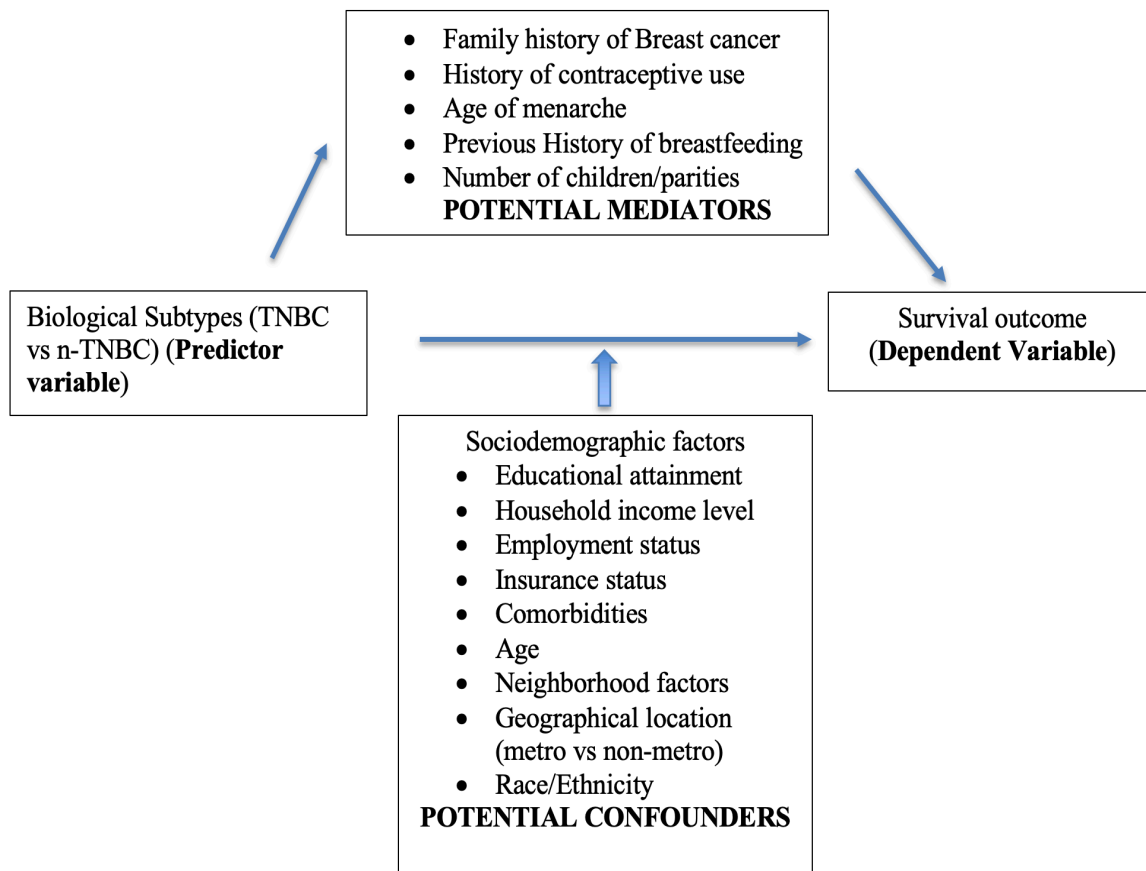 • Family history of Breast cancer
• History of contraceptive use
• Age of menarche
• Previous History of breastfeeding
• Number of children/parities
POTENTIAL MEDIATORS
Biological Subtypes (TNBC
vs n-TNBC) (Predictor
variable)
Survival outcome
(Dependent Variable)
Sociodemographic factors
• Educational attainment
• Household income level
• Employment status
• Insurance status
• Comorbidities
• Age
• Neighborhood factors
• Geographical location
(metro vs non-metro)
• Race/Ethnicity
POTENTIAL CONFOUNDERS